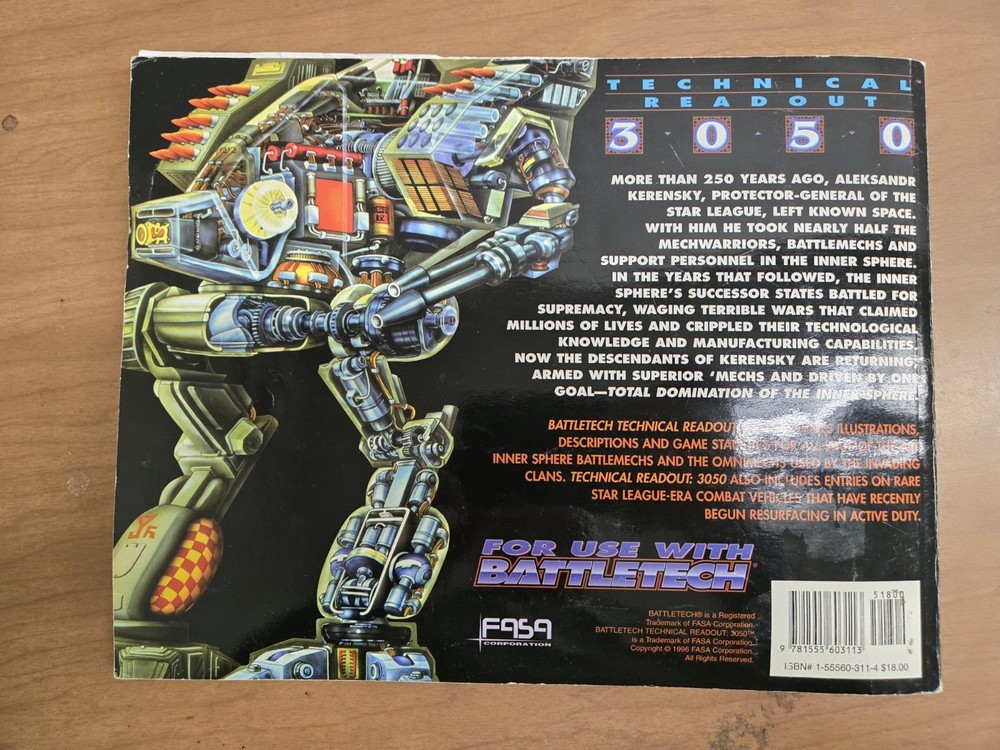 TECHNICAL
READOUT
3·0·5·0
MORE THAN 250 YEARS AGO, ALEKSANDR
KERENSKY, PROTECTOR-GENERAL OF THE
STAR LEAGUE, LEFT KNOWN SPACE.
WITH HIM HE TOOK NEARLY HALF THE
MECHWARRIORS, BATTLEMECHS AND
SUPPORT PERSONNEL IN THE INNER SPHERE.
IN THE YEARS THAT FOLLOWED, THE INNER
SPHERE'S SUCCESSOR STATES BATTLED FOR
SUPREMACY, WAGING TERRIBLE WARS THAT CLAIMED
MILLIONS OF LIVES AND CRIPPLED THEIR TECHNOLOGICAL
KNOWLEDGE AND MANUFACTURING CAPABILITIES.
NOW THE DESCENDANTS OF KERENSKY ARE RETURNING,
ARMED WITH SUPERIOR 'MECHS AND DRIVEN BY ONE
GOAL—TOTAL DOMINATION OF THE INNER SPHERE.
BATTLETECH TECHNICAL READOUT ILLUSTRATIONS,
DESCRIPTIONS AND GAME FOR OF THE
INNER SPHERE BATTLEMECHS AND THE OMNIMECHS USED BY THE INVADING
CLANS. TECHNICAL READOUT: 3050 ALSO INCLUDES ENTRIES ON RARE
STAR LEAGUE-ERA COMBAT VEHICLES THAT HAVE RECENTLY
BEGUN RESURFACING IN ACTIVE DUTY.
FOR USE WITH
BATTLETECH®
FASA
CORPORATION
BATTLETECH® is a Registered
Trademark of FASA Corporation.
BATTLETECH TECHNICAL READOUT: 3050™
is a Trademark of FASA Corporation.
Copyright © 1996 FASA Corporation.
All Rights Reserved.
51800
9 781555 603113
ISBN# 1-55560-311-4 $18.00